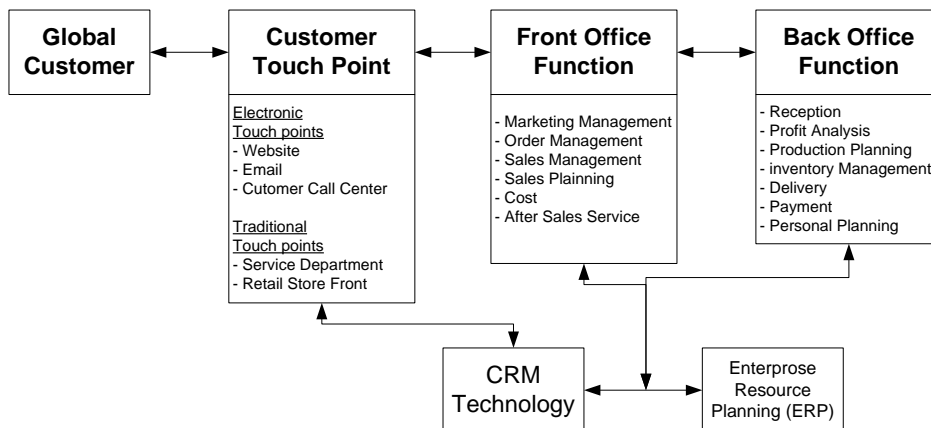 Global
Customer
Customer
Touch Point
Electronic
Touch points
- Website
- Email
- Cutomer Call Center
Traditional
Touch points
- Service Department
- Retail Store Front
Front Office
Function
- Marketing Management
- Order Management
- Sales Management
- Sales Plainning
- Cost
- After Sales Service
Back Office
Function
- Reception
- Profit Analysis
- Production Planning
- inventory Management
- Delivery
- Payment
- Personal Planning
CRM
Technology
Enterprose
Resource
Planning (ERP)